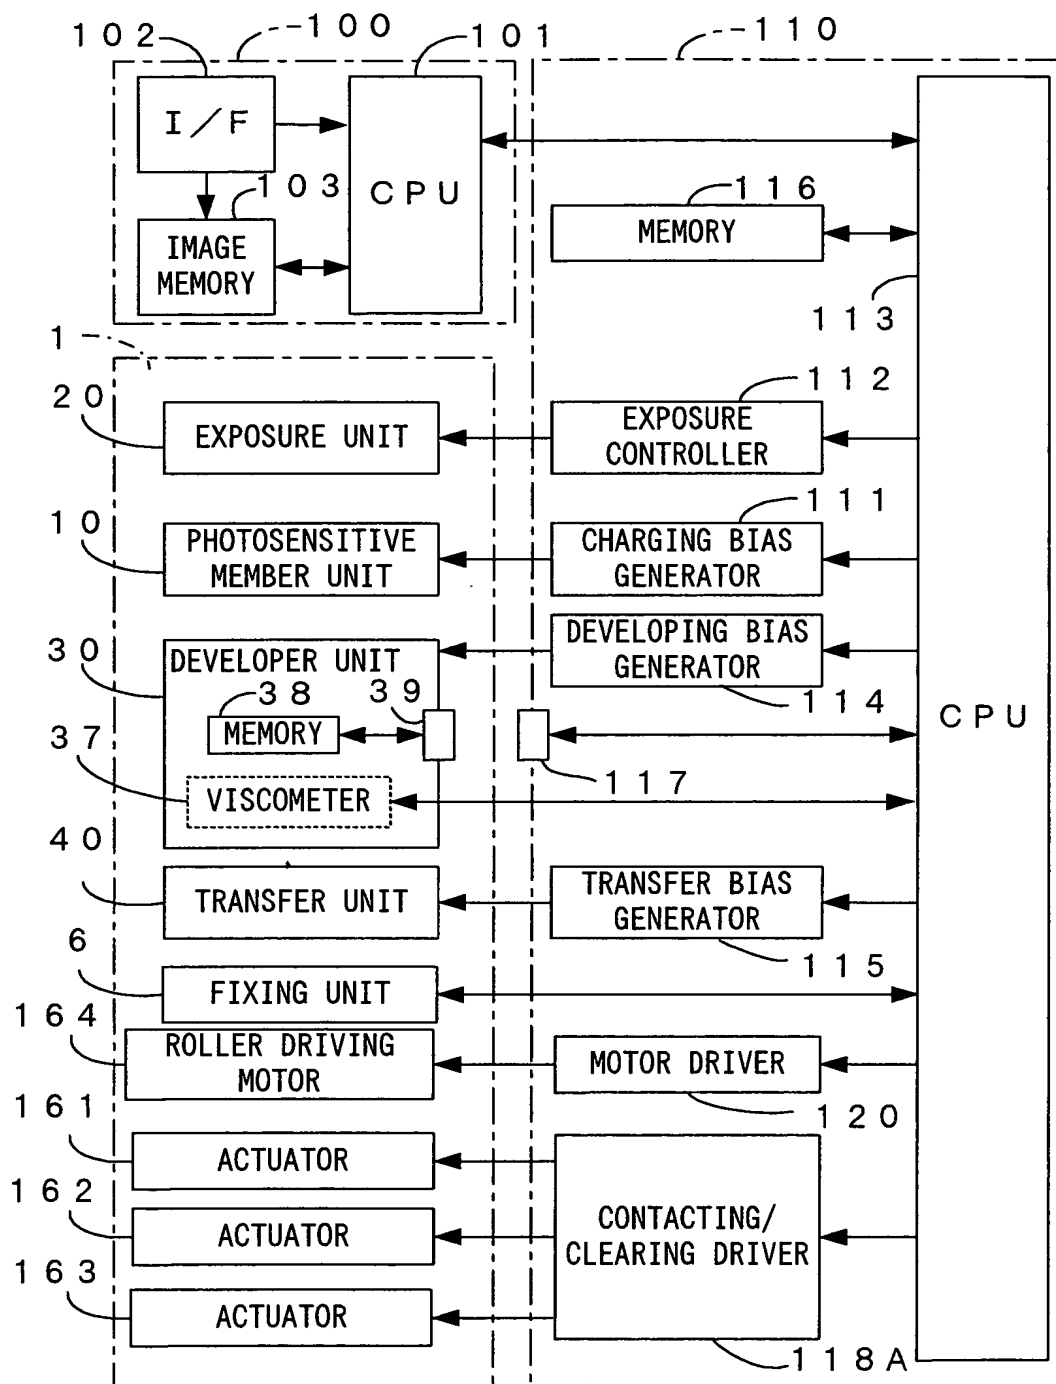 102
100
101
110
I/F
CPU
103
IMAGE
MEMORY
116
MEMORY
113
1
112
20
EXPOSURE UNIT
EXPOSURE
CONTROLLER
111
10
PHOTOSENSITIVE
MEMBER UNIT
CHARGING BIAS
GENERATOR
30
DEVELOPER UNIT
DEVELOPING BIAS
GENERATOR
38
39
114
CPU
MEMORY
37
117
VISCOMETER
40
TRANSFER UNIT
TRANSFER BIAS
GENERATOR
6
115
FIXING UNIT
164
ROLLER DRIVING
MOTOR
MOTOR DRIVER
120
161
ACTUATOR
162
ACTUATOR
CONTACTING/
CLEARING DRIVER
163
ACTUATOR
118A